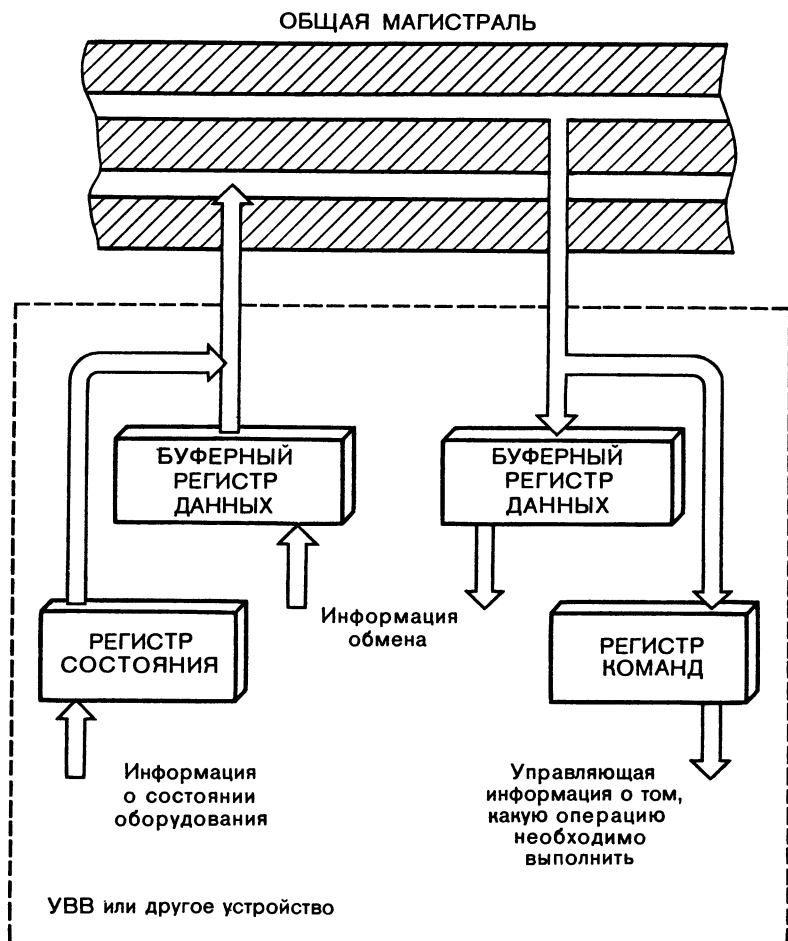 ОБЩАЯ МАГИСТРАЛЬ
БУФЕРНЫЙ
РЕГИСТР
ДАННЫХ
БУФЕРНЫЙ
РЕГИСТР
ДАННЫХ
Информация
обмена
РЕГИСТР
СОСТОЯНИЯ
РЕГИСТР
КОМАНД
Информация
о состоянии
оборудования
Управляющая
информация о том,
какую операцию
необходимо
выполнить
УВВ или другое устройство